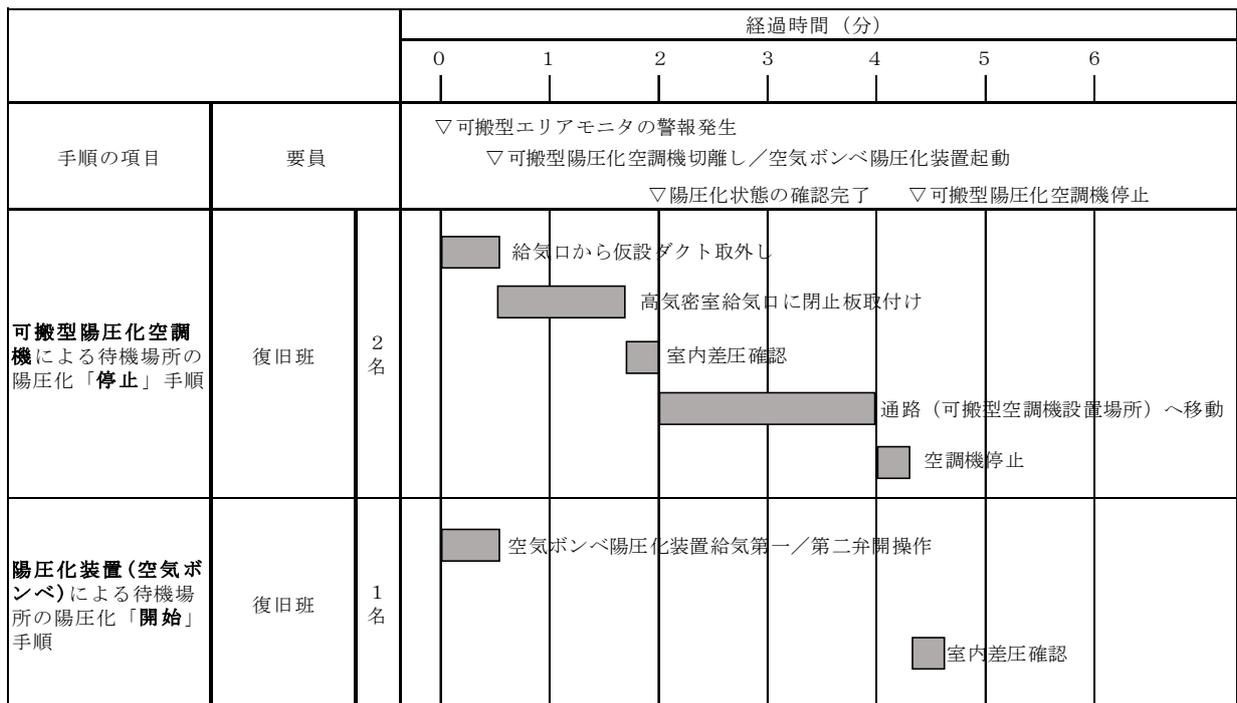 経過時間（分）
0 1 2 3 4 5 6
手順の項目
要員
▽可搬型エリアモニタの警報発生
▽可搬型陽圧化空調機切離し／空気ボンベ陽圧化装置起動
▽陽圧化状態の確認完了 ▽可搬型陽圧化空調機停止
可搬型陽圧化空調
機による待機場所の
陽圧化「停止」手順
復旧班
2
名
給気口から仮設ダクト取外し
高気密室給気口に閉止板取付け
室内差圧確認
通路（可搬型空調機設置場所）へ移動
空調機停止
陽圧化装置(空気ボ
ンベ)による待機場
所の陽圧化「開始」
手順
復旧班
1
名
空気ボンベ陽圧化装置給気第一／第二弁開操作
室内差圧確認